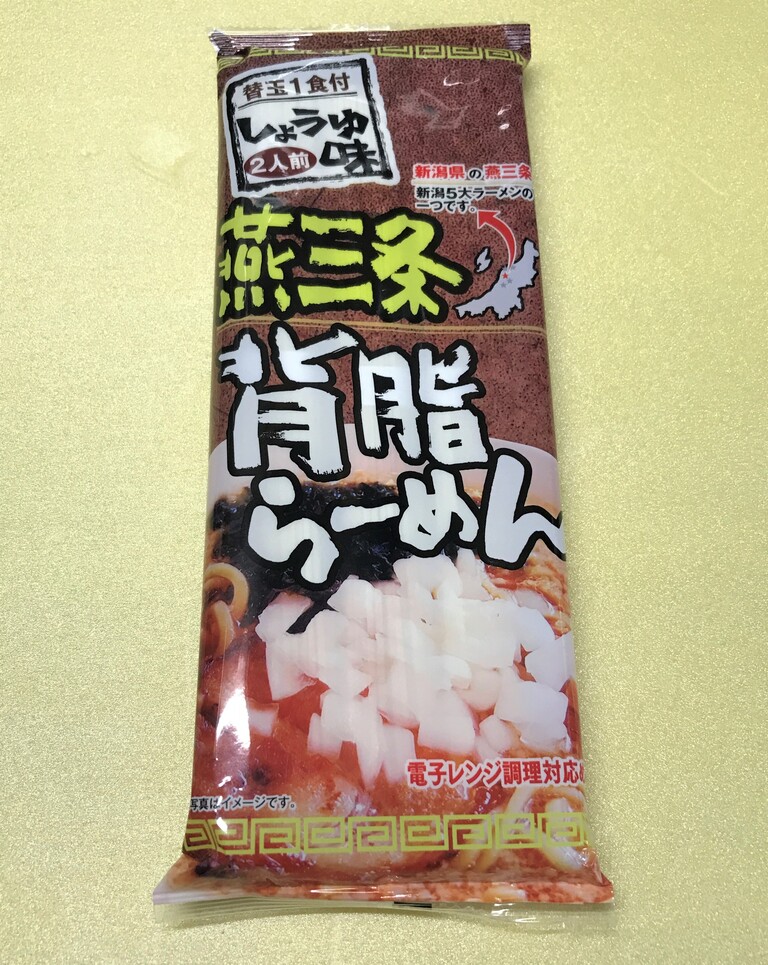 替玉1食付
しょうゆ味
2人前
新潟県の燕三条
新潟5大ラーメンの
一つです。
燕三条
背脂
らーめん
電子レンジ調理対応
写真はイメージです。